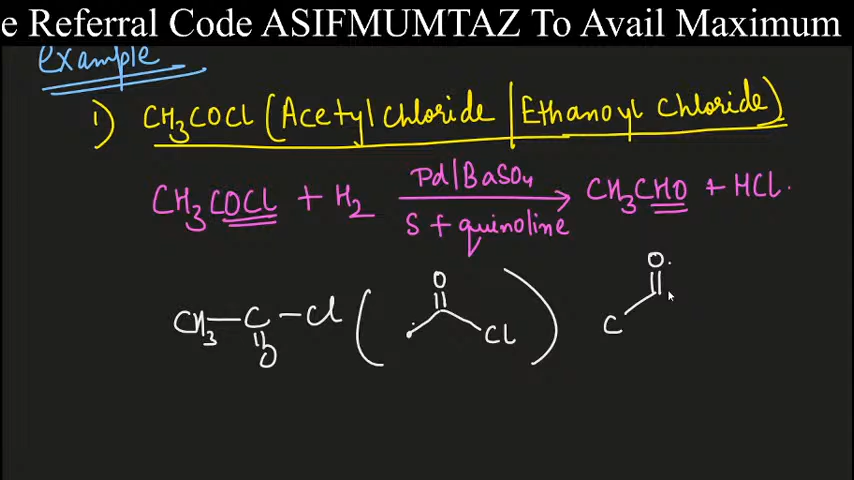 e Referral Code ASIFMUMTAZ To Avail Maximum
example
1) CH3COCl (Acetyl chloride | Ethanoyl Chloride)
CH3COCl + H2 Pd/BaSO4 CH3CHO + HCl.
S + quinoline
O
O
CH3 C Cl ( Cl ) C
O